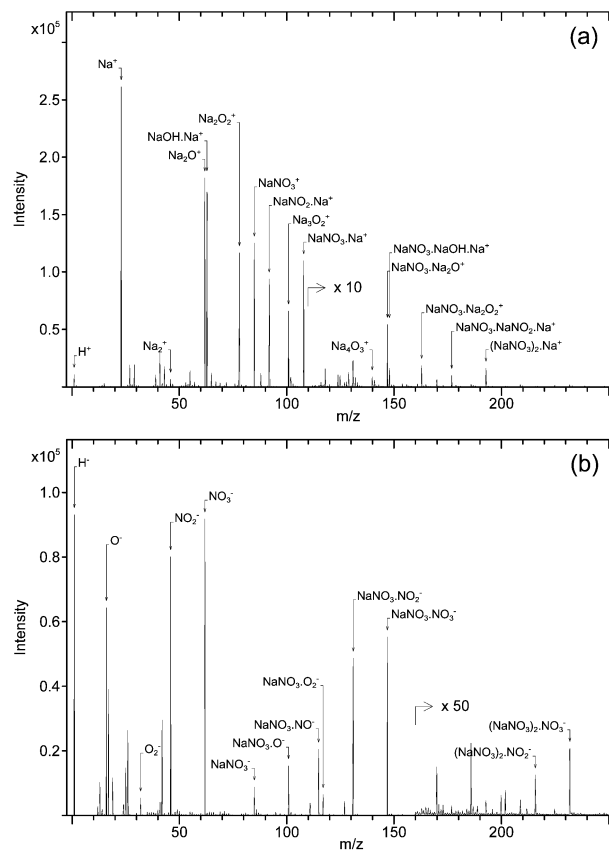 x10⁵
(a)
Na⁺
2.5
Na₂O₂⁺
NaOH.Na⁺
Na₂O⁺
2.0
NaNO₃⁺
NaNO₂.Na⁺
1.5
Na₃O₂⁺
NaNO₃.Na⁺
NaNO₃.NaOH.Na⁺
NaNO₃.Na₂O⁺
1.0
x 10
NaNO₃.Na₂O₂⁺
0.5
Na₂⁺
Na₄O₃⁺
NaNO₃.NaNO₂.Na⁺
(NaNO₃)₂.Na⁺
H⁺
Intensity
50 100 150 200
m/z
x10⁵
(b)
H⁻
1.0
NO₃⁻
NO₂⁻
0.8
O⁻
0.6
NaNO₃.NO₂⁻
NaNO₃.NO₃⁻
0.4
NaNO₃.O₂⁻
x 50
NaNO₃.NO⁻
0.2
O₂⁻
NaNO₃.O⁻
(NaNO₃)₂.NO₃⁻
(NaNO₃)₂.NO₂⁻
NaNO₃⁻
Intensity
50 100 150 200
m/z